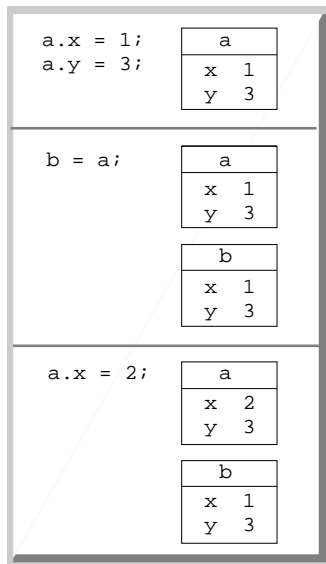 a.x = 1;
a.y = 3;
a
x 1
y 3
b = a;
a
x 1
y 3
b
x 1
y 3
a.x = 2;
a
x 2
y 3
b
x 1
y 3